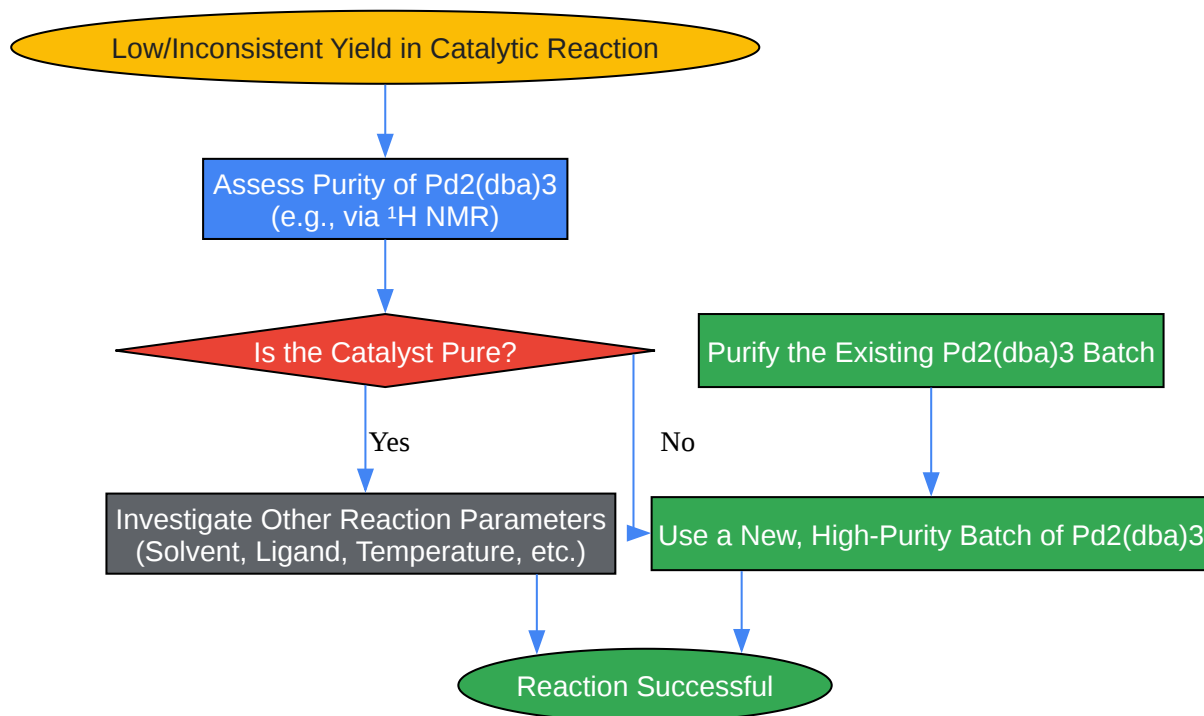 Low/Inconsistent Yield in Catalytic Reaction
Assess Purity of Pd2(dba)3
(e.g., via ¹H NMR)
Is the Catalyst Pure?
Purify the Existing Pd2(dba)3 Batch
Yes
No
Investigate Other Reaction Parameters
(Solvent, Ligand, Temperature, etc.)
Use a New, High-Purity Batch of Pd2(dba)3
Reaction Successful